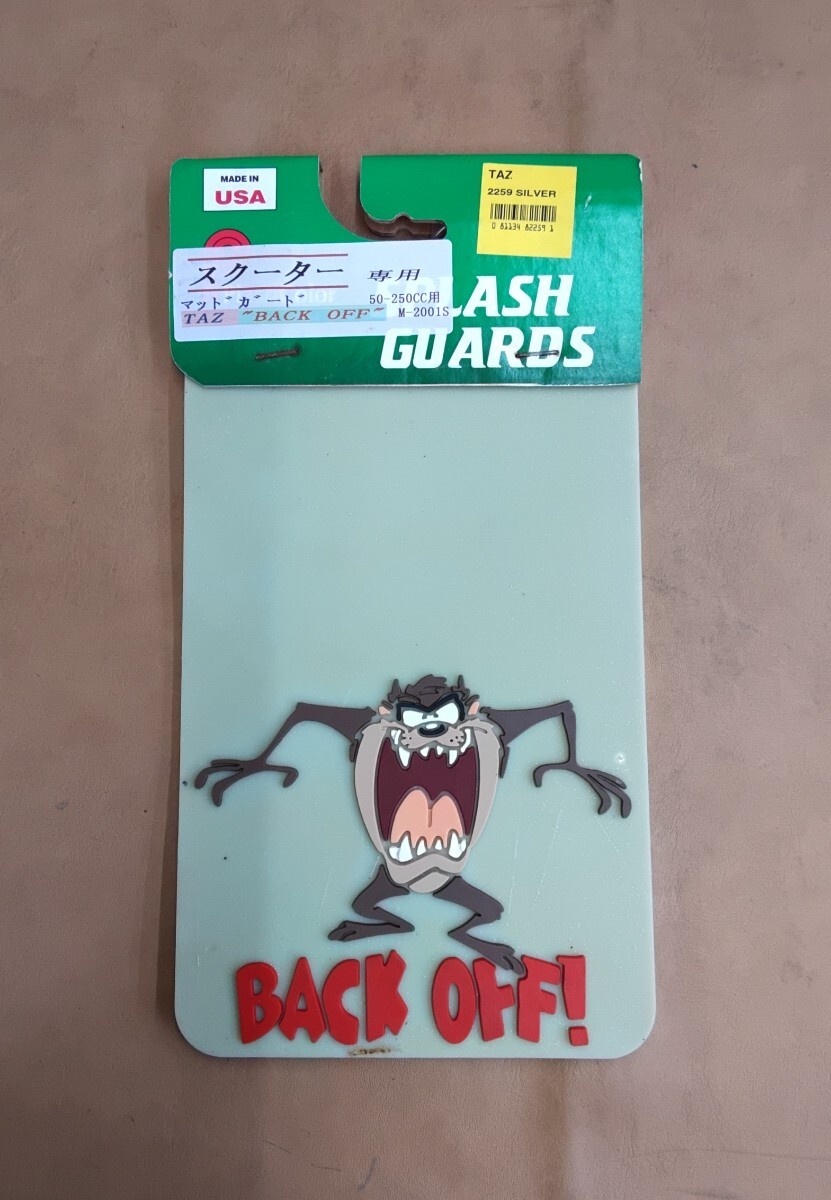 MADE IN
USA
TAZ
2259 SILVER
0 81134 82259 1
スクーター 専用
マッドガード 50-250CC用
TAZ "BACK OFF" M-2001S
SPLASH
GUARDS
BACK OFF!